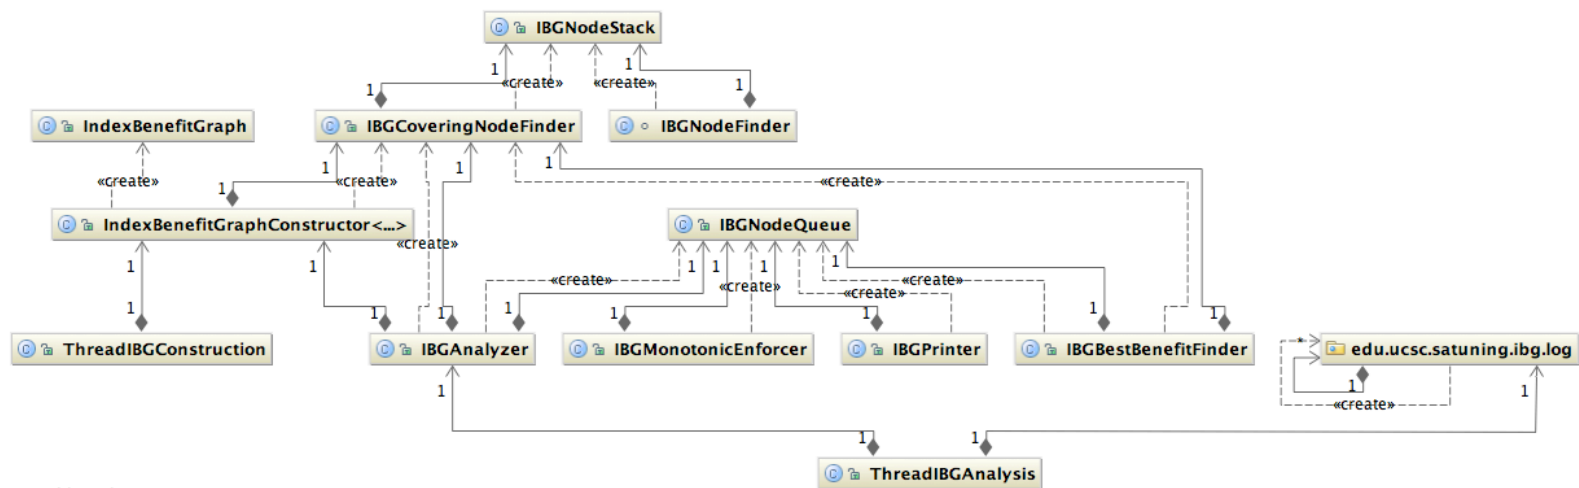 IBGNodeStack
1
1
1
1
«create»
«create»
IndexBenefitGraph
IBGCoveringNodeFinder
IBGNodeFinder
1
1
1
1
«create»
«create»
«create»
IndexBenefitGraphConstructor<...>
IBGNodeQueue
«create»
1
1
1
1
1
1
«create»
«create»
«create»
«create»
1
1
1
1
1
1
1
1
ThreadIBGConstruction
IBGAnalyzer
IBGMonotonicEnforcer
IBGPrinter
IBGBestBenefitFinder
edu.ucsc.satuning.ibg.log
*
1
1
1
«create»
1
1
ThreadIBGAnalysis